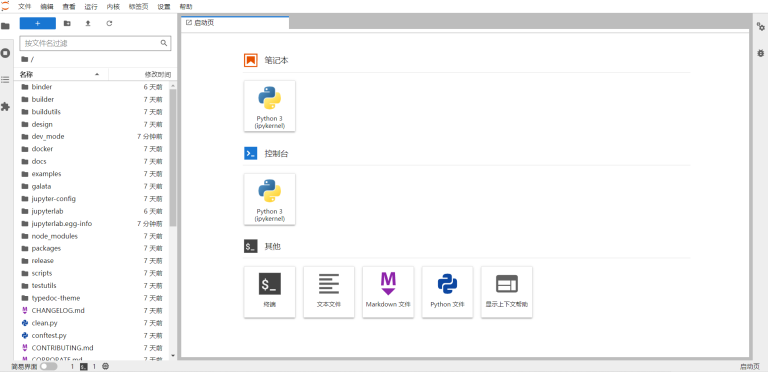 文件 编辑 查看 运行 内核 标签页 设置 帮助
+
启动页
按文件名过滤
/
名称 修改时间
binder 6 天前
builder 7 天前
buildutils 7 天前
design 7 天前
dev_mode 7 分钟前
docker 7 天前
docs 7 天前
examples 7 天前
galata 7 天前
jupyter-config 7 天前
jupyterlab 6 天前
jupyterlab.egg-info 7 分钟前
node_modules 7 天前
packages 7 天前
release 7 天前
scripts 7 天前
testutils 7 天前
typedoc-theme 7 天前
CHANGELOG.md 7 天前
clean.py 7 天前
conftest.py 7 天前
CONTRIBUTING.md 7 天前
CORPORATE.md 7 天前
笔记本
Python 3
(ipykernel)
控制台
Python 3
(ipykernel)
$_ 其他
$_
终端
文本文件
M
Markdown 文件
Python 文件
显示上下文帮助
简易界面 1 1 启动页